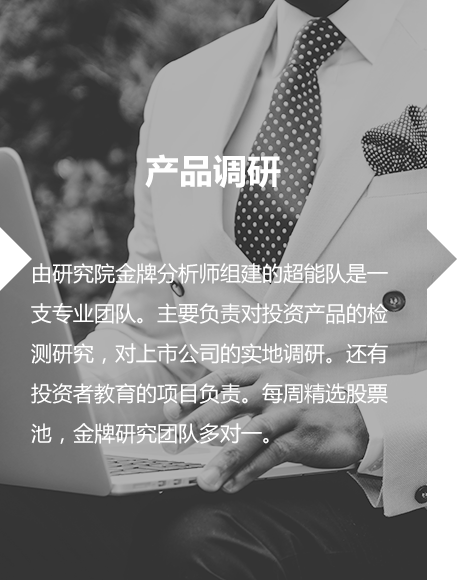 产品调研
由研究院金牌分析师组建的超能队是一
支专业团队。主要负责对投资产品的检
测研究，对上市公司的实地调研。还有
投资者教育的项目负责。每周精选股票
池，金牌研究团队多对一。